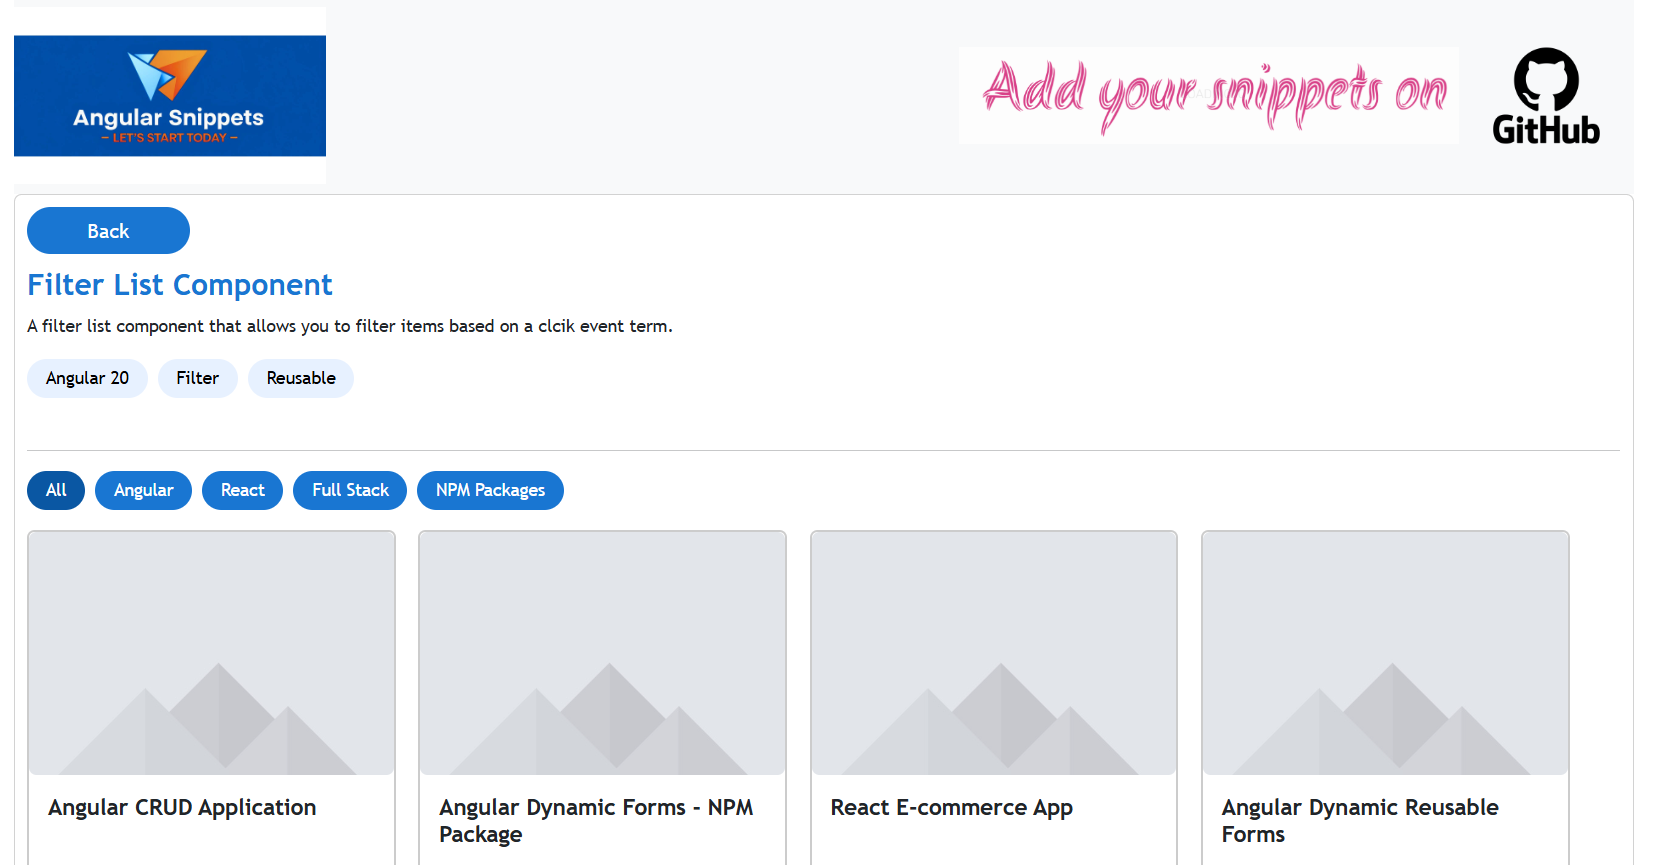 Angular Snippets
– LET'S START TODAY –
Add your snippets on
GitHub
Back
Filter List Component
A filter list component that allows you to filter items based on a clcik event term.
Angular 20
Filter
Reusable
All
Angular
React
Full Stack
NPM Packages
Angular CRUD Application
Angular Dynamic Forms - NPM
Package
React E-commerce App
Angular Dynamic Reusable
Forms